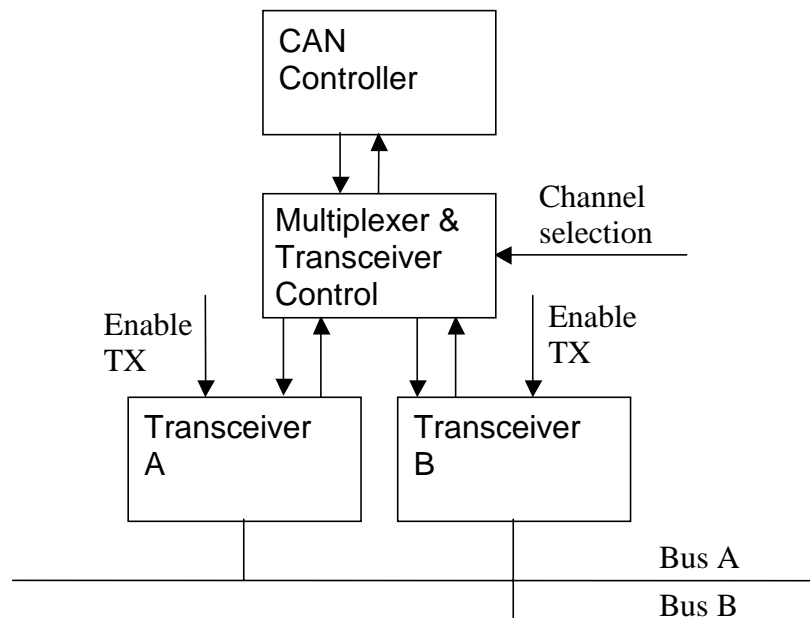 CAN
Controller
Channel
selection
Multiplexer &
Transceiver
Control
Enable
TX
Enable
TX
Transceiver
A
Transceiver
B
Bus A
Bus B